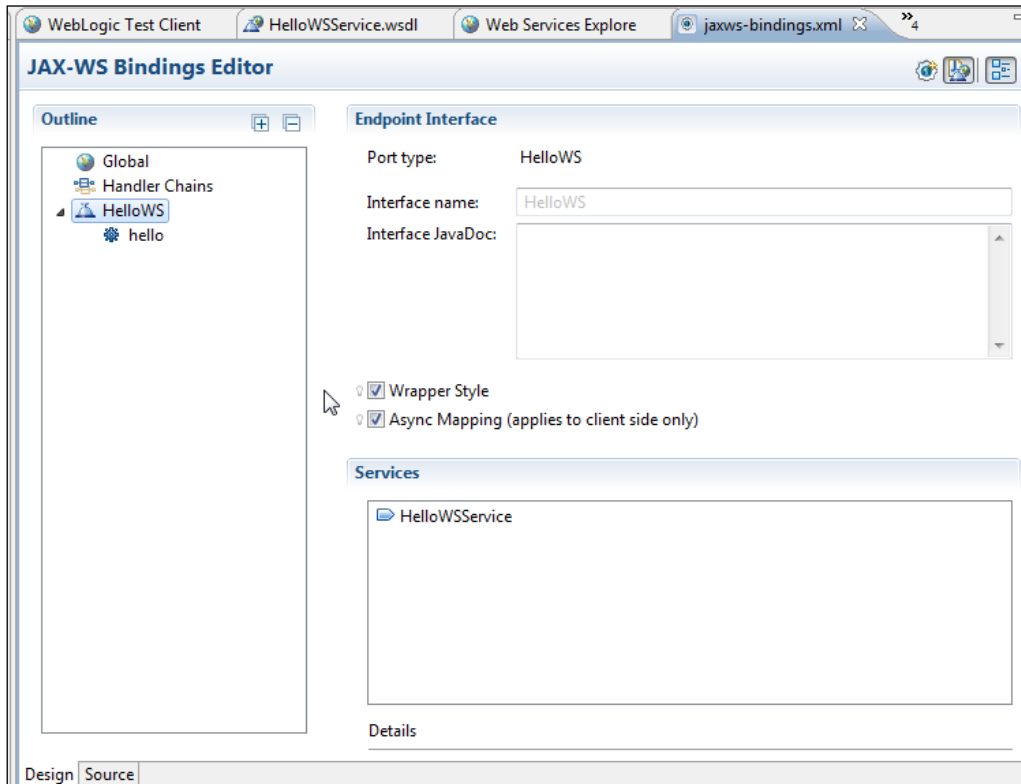 WebLogic Test Client HelloWSService.wsdl Web Services Explore jaxws-bindings.xml »4
JAX-WS Bindings Editor
Outline
Global
Handler Chains
HelloWS
hello
Endpoint Interface
Port type: HelloWS
Interface name: HelloWS
Interface JavaDoc:
Wrapper Style
Async Mapping (applies to client side only)
Services
HelloWSService
Details
Design Source